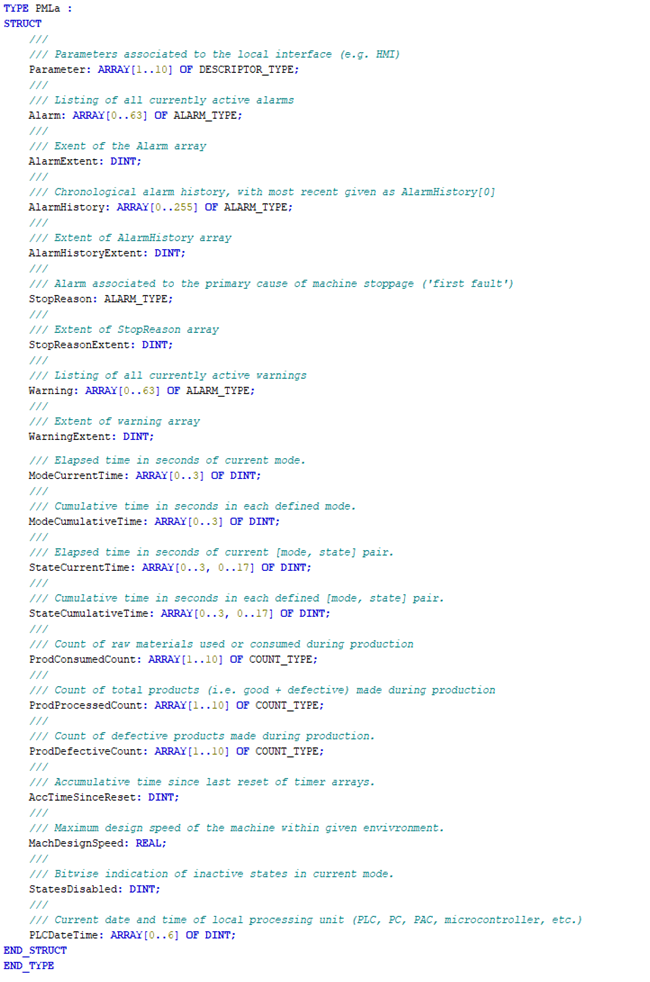 TYPE PMLa :
STRUCT
///
/// Parameters associated to the local interface (e.g. HMI)
Parameter: ARRAY[1..10] OF DESCRIPTOR_TYPE;
///
/// Listing of all currently active alarms
Alarm: ARRAY[0..63] OF ALARM_TYPE;
///
/// Exent of the Alarm array
AlarmExtent: DINT;
///
/// Chronological alarm history, with most recent given as AlarmHistory[0]
AlarmHistory: ARRAY[0..255] OF ALARM_TYPE;
///
/// Extent of AlarmHistory array
AlarmHistoryExtent: DINT;
///
/// Alarm associated to the primary cause of machine stoppage ('first fault')
StopReason: ALARM_TYPE;
///
/// Extent of StopReason array
StopReasonExtent: DINT;
///
/// Listing of all currently active warnings
Warning: ARRAY[0..63] OF ALARM_TYPE;
///
/// Extent of warning array
WarningExtent: DINT;
/// Elapsed time in seconds of current mode.
ModeCurrentTime: ARRAY[0..3] OF DINT;
///
/// Cumulative time in seconds in each defined mode.
ModeCumulativeTime: ARRAY[0..3] OF DINT;
///
/// Elapsed time in seconds of current [mode, state] pair.
StateCurrentTime: ARRAY[0..3, 0..17] OF DINT;
///
/// Cumulative time in seconds in each defined [mode, state] pair.
StateCumulativeTime: ARRAY[0..3, 0..17] OF DINT;
///
/// Count of raw materials used or consumed during production
ProdConsumedCount: ARRAY[1..10] OF COUNT_TYPE;
///
/// Count of total products (i.e. good + defective) made during production
ProdProcessedCount: ARRAY[1..10] OF COUNT_TYPE;
///
/// Count of defective products made during production.
ProdDefectiveCount: ARRAY[1..10] OF COUNT_TYPE;
///
/// Accumulative time since last reset of timer arrays.
AccTimeSinceReset: DINT;
///
/// Maximum design speed of the machine within given envivronment.
MachDesignSpeed: REAL;
///
/// Bitwise indication of inactive states in current mode.
StatesDisabled: DINT;
///
/// Current date and time of local processing unit (PLC, PC, PAC, microcontroller, etc.)
PLCDateTime: ARRAY[0..6] OF DINT;
END_STRUCT
END_TYPE